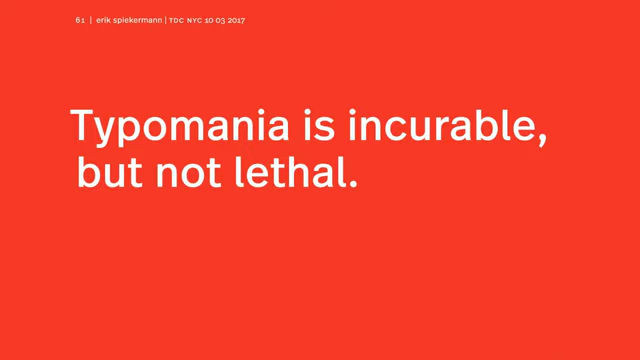 61 | erik spiekermann | TDC NYC 10 03 2017
Typomania is incurable,
but not lethal.